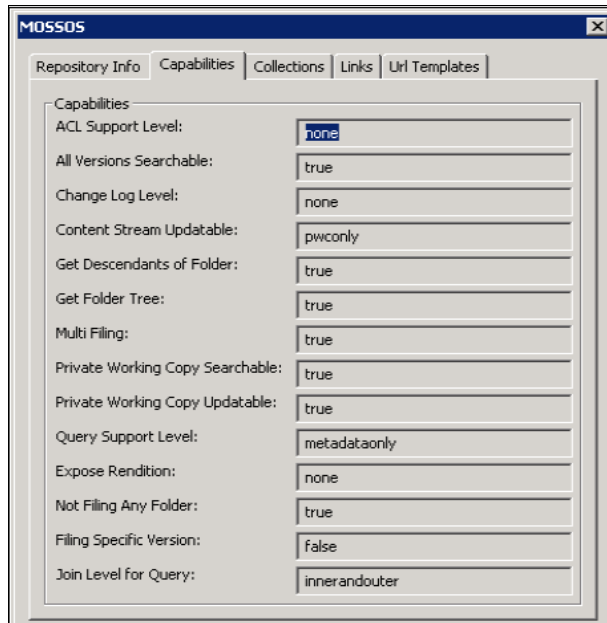 MOSSOS
Repository Info Capabilities Collections Links Url Templates
Capabilities
ACL Support Level: none
All Versions Searchable: true
Change Log Level: none
Content Stream Updatable: pwconly
Get Descendants of Folder: true
Get Folder Tree: true
Multi Filing: true
Private Working Copy Searchable: true
Private Working Copy Updatable: true
Query Support Level: metadataonly
Expose Rendition: none
Not Filing Any Folder: true
Filing Specific Version: false
Join Level for Query: innerandouter